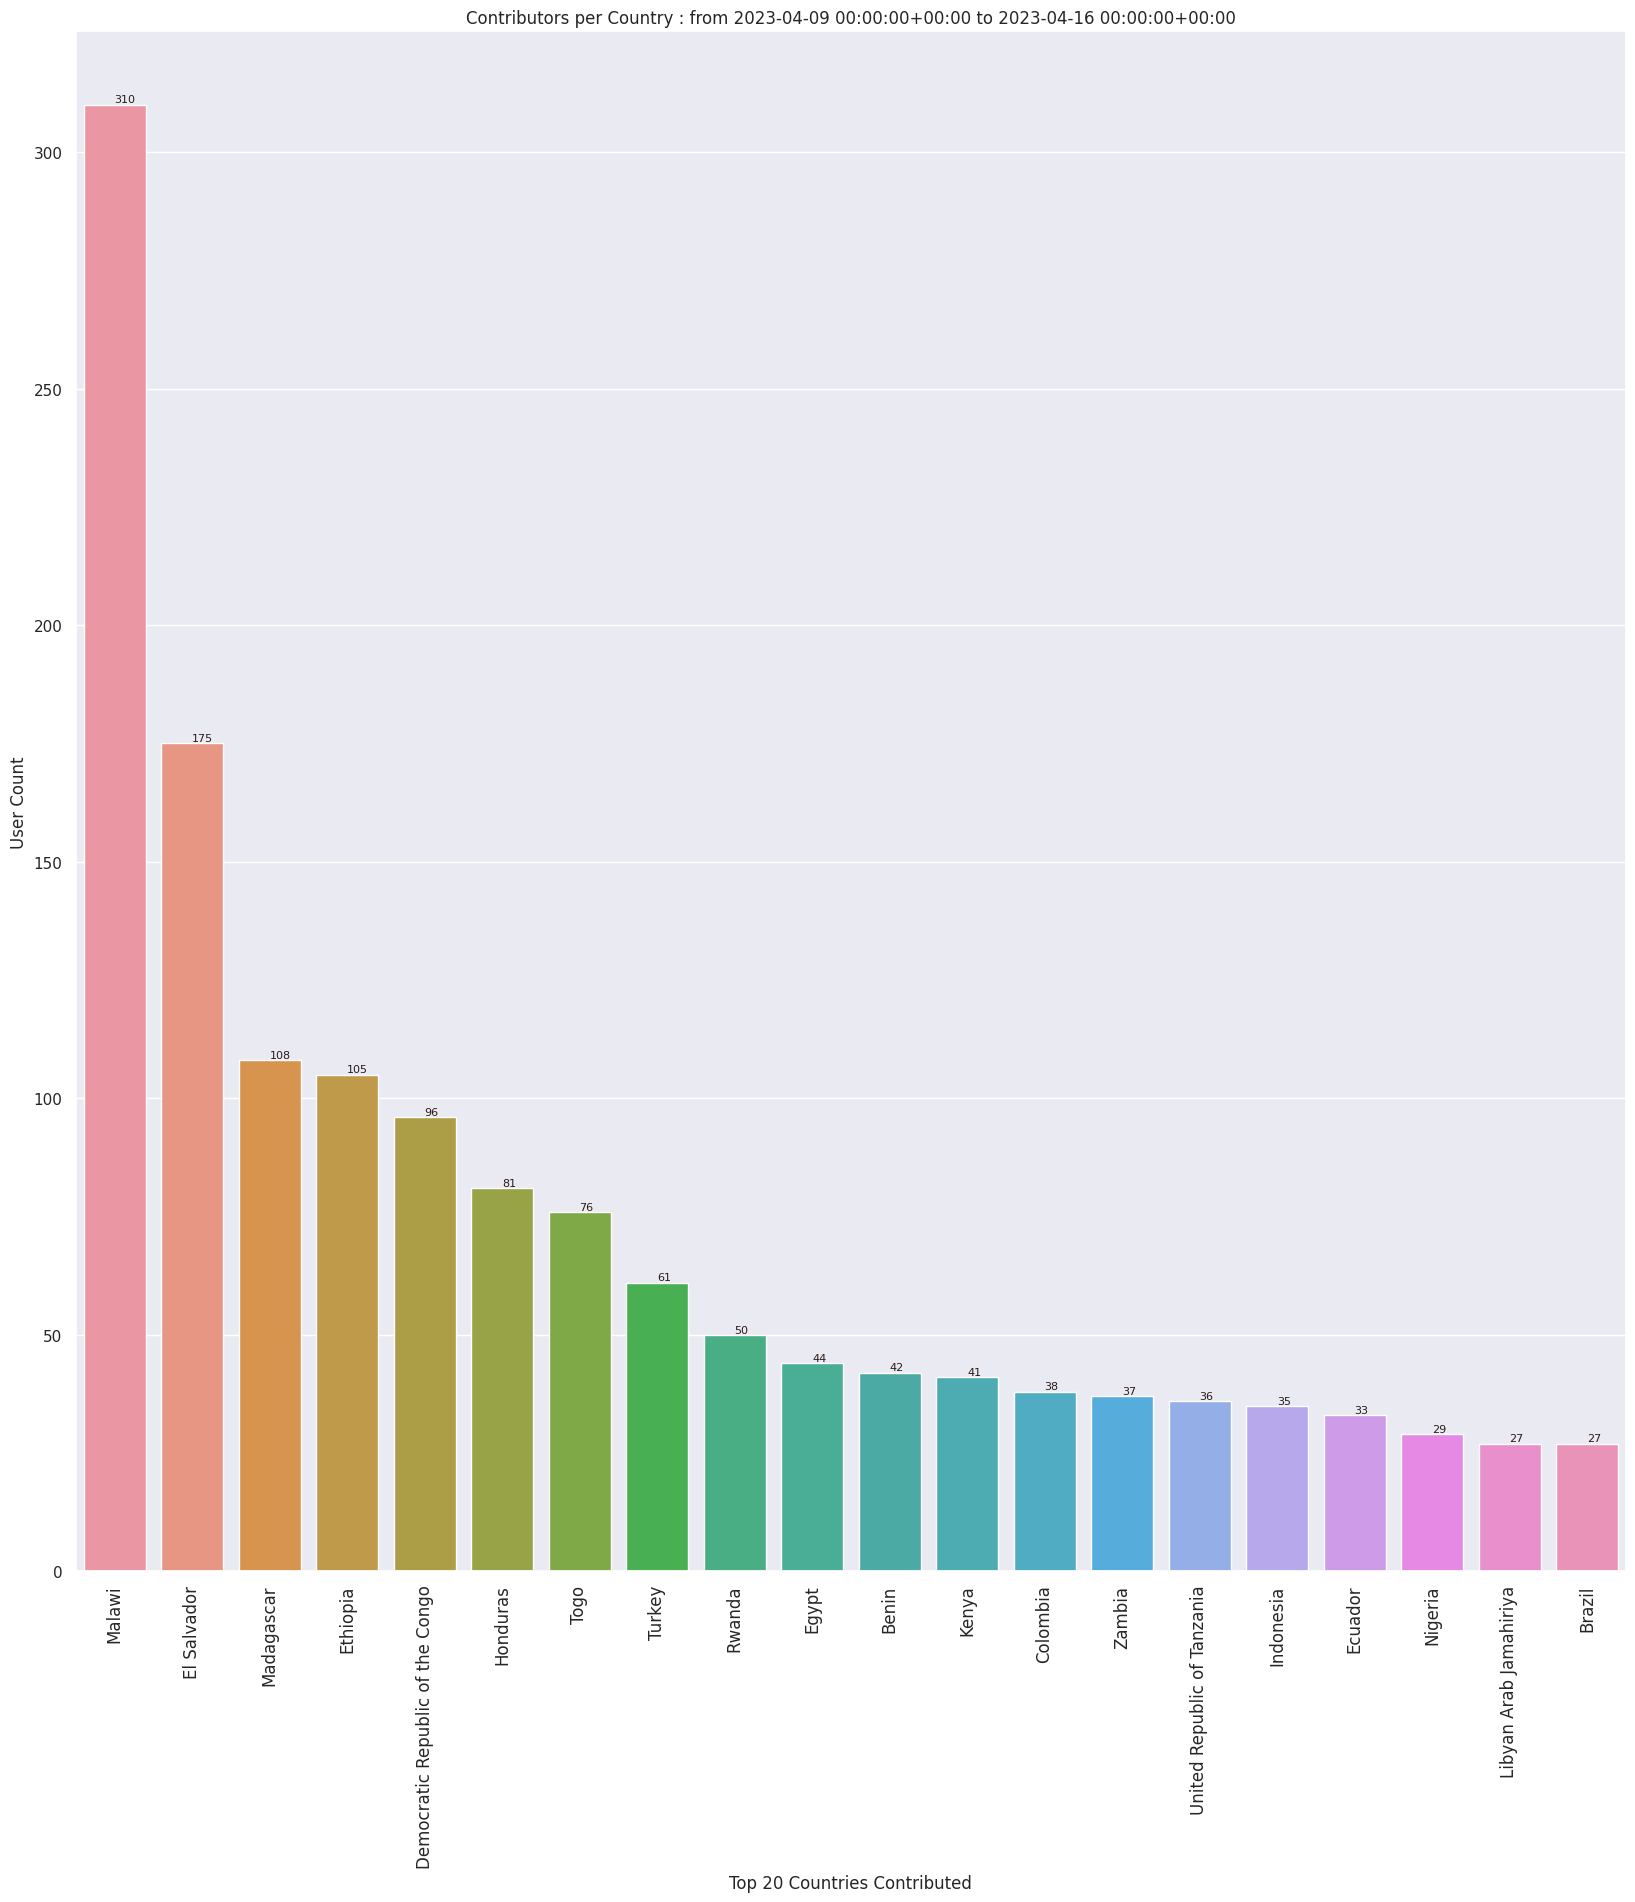 Contributors per Country : from 2023-04-09 00:00:00+00:00 to 2023-04-16 00:00:00+00:00
User Count
300
250
200
150
100
50
0
310
175
108
105
96
81
76
61
50
44
42
41
38
37
36
35
33
29
27
27
Malawi
El Salvador
Madagascar
Ethiopia
Democratic Republic of the Congo
Honduras
Togo
Turkey
Rwanda
Egypt
Benin
Kenya
Colombia
Zambia
United Republic of Tanzania
Indonesia
Ecuador
Nigeria
Libyan Arab Jamahiriya
Brazil
Top 20 Countries Contributed